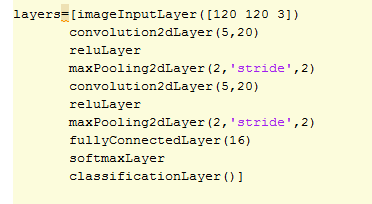 layers=[imageInputLayer([120 120 3])
convolution2dLayer(5,20)
reluLayer
maxPooling2dLayer(2,'stride',2)
convolution2dLayer(5,20)
reluLayer
maxPooling2dLayer(2,'stride',2)
fullyConnectedLayer(16)
softmaxLayer
classificationLayer()]